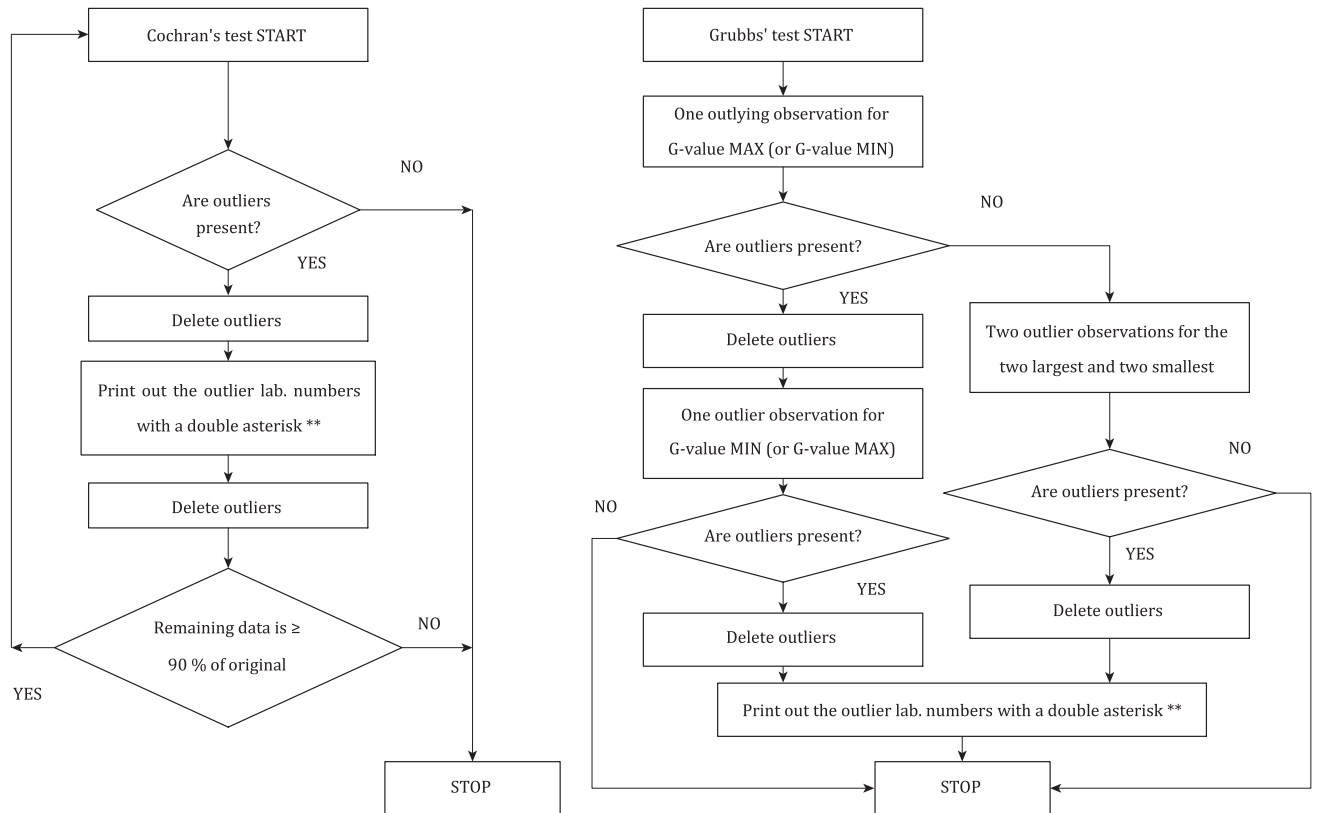 Cochran's test START
NO
Are outliers
present?
YES
Delete outliers
Print out the outlier lab. numbers
with a double asterisk **
Delete outliers
Remaining data is ≥
90 % of original
NO
YES
STOP
Grubbs' test START
One outlying observation for
G-value MAX (or G-value MIN)
NO
Are outliers present?
YES
Delete outliers
Two outlier observations for the
two largest and two smallest
One outlier observation for
G-value MIN (or G-value MAX)
NO
NO
Are outliers present?
Are outliers present?
YES
YES
Delete outliers
Delete outliers
Print out the outlier lab. numbers with a double asterisk **
STOP